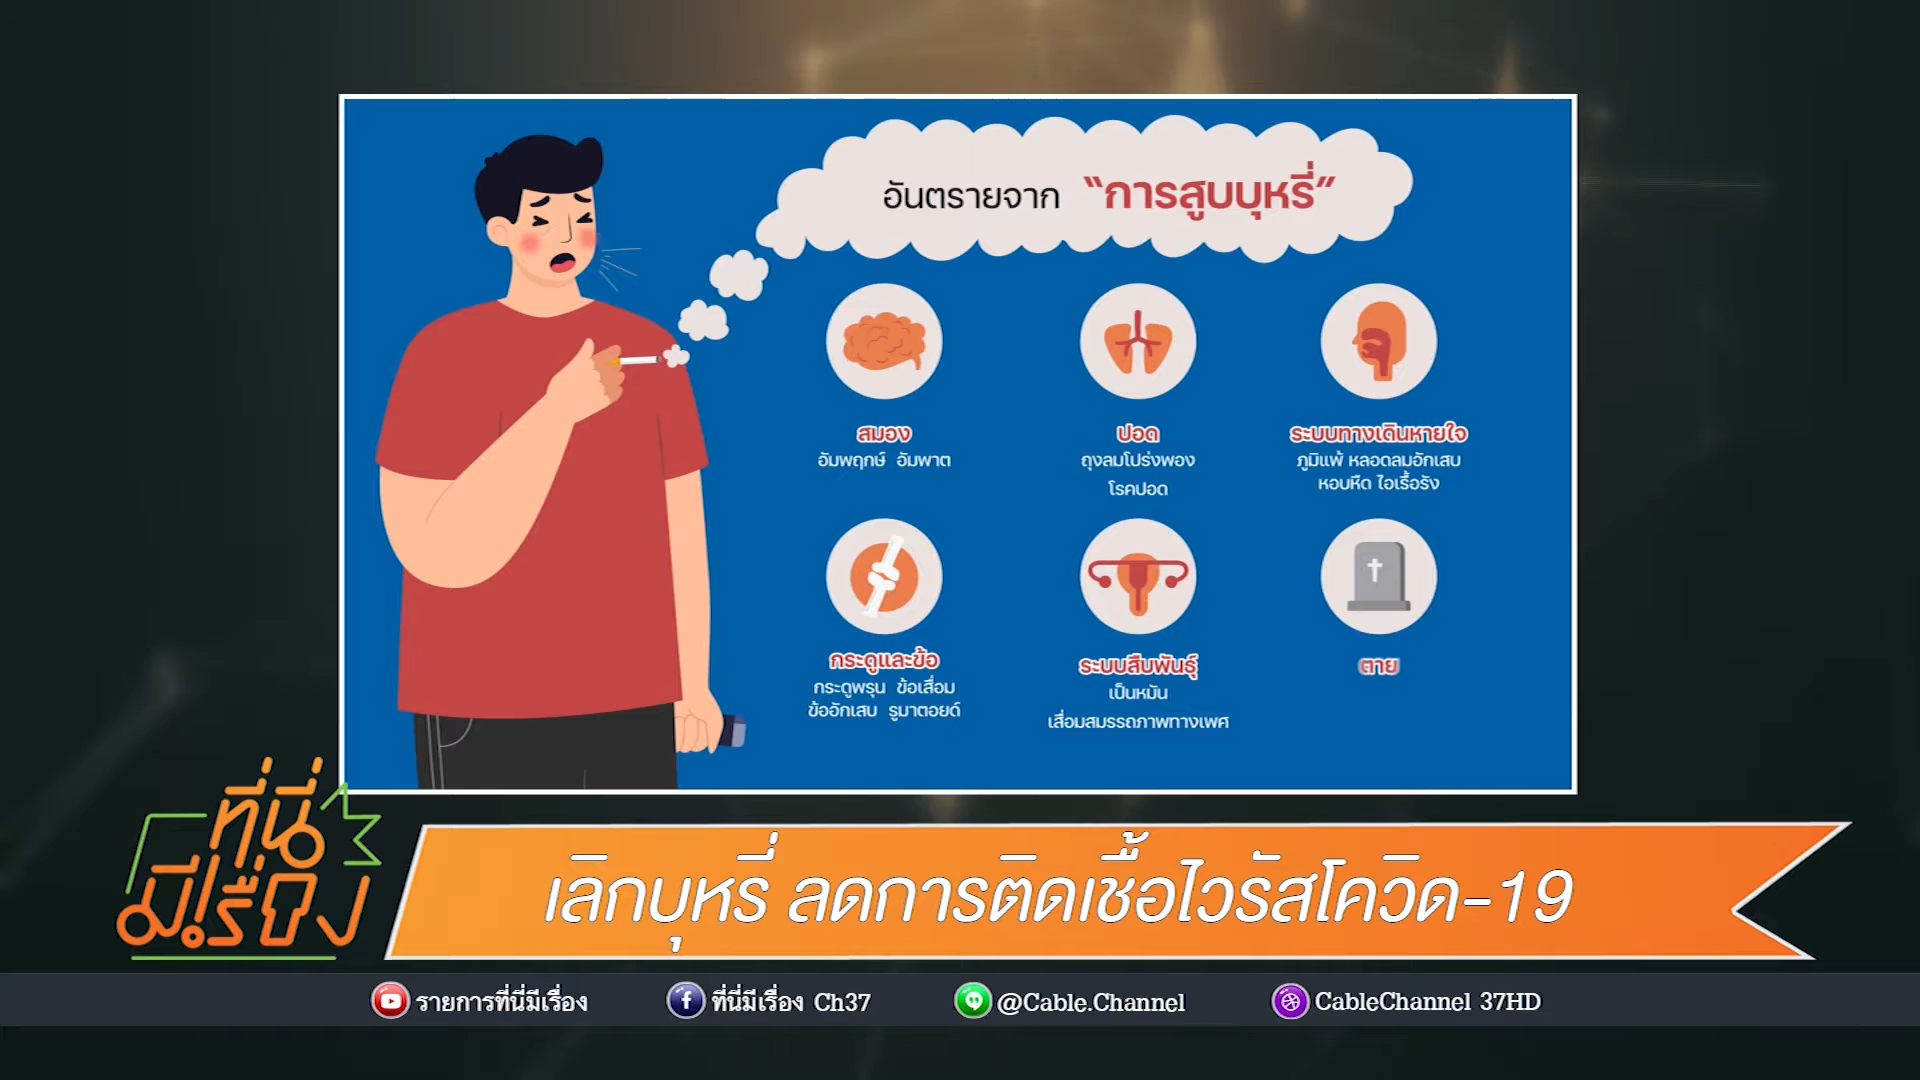 อันตรายจาก “การสูบบุหรี่”
สมอง
อัมพฤกษ์ อัมพาต
ปอด
ถุงลมโป่งพอง
โรคปอด
ระบบทางเดินหายใจ
ภูมิแพ้ หลอดลมอักเสบ
หอบหืด ไอเรื้อรัง
กระดูและข้อ
กระดูพรุน ข้อเสื่อม
ข้ออักเสบ รูมาตอยด์
ระบบสืบพันธุ์
เป็นหมัน
เสื่อมสมรรถภาพทางเพศ
ตาย
ที่นี่
มีเรื่อง
เลิกบุหรี่ ลดการติดเชื้อไวรัสโควิด-19
รายการที่นี่มีเรื่อง ที่นี่มีเรื่อง Ch37 @Cable.Channel CableChannel 37HD